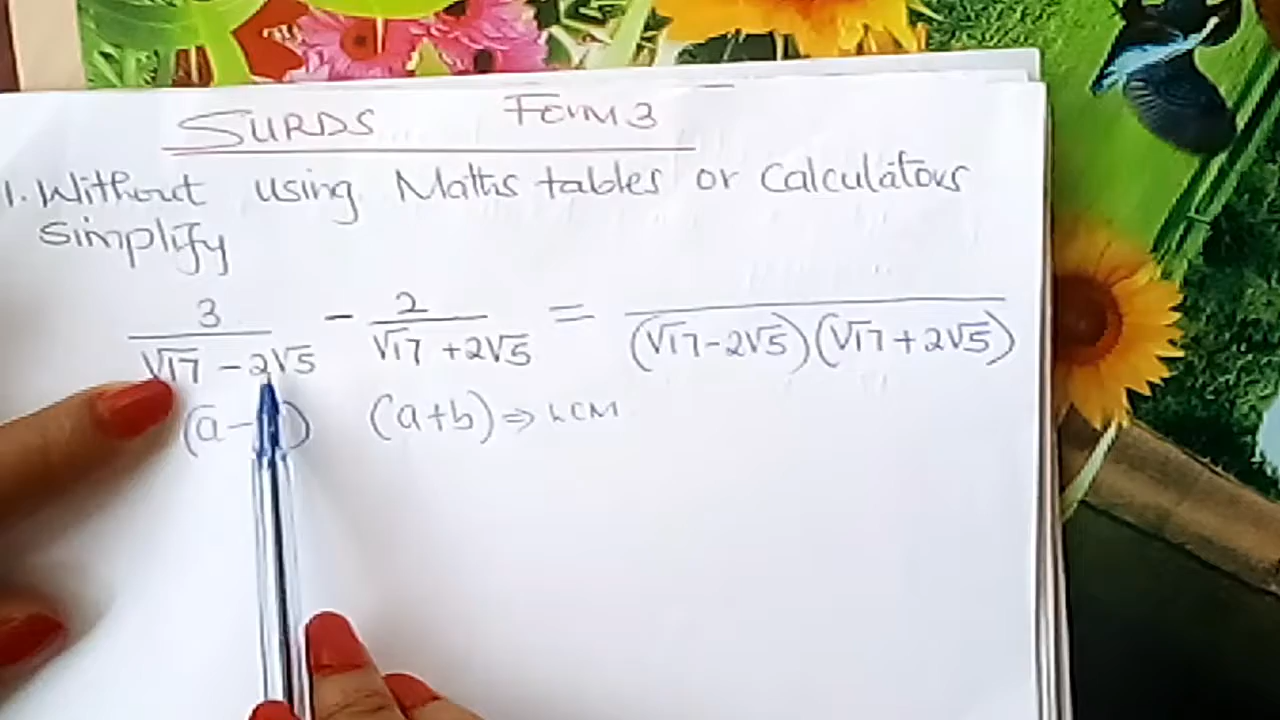 SURDS Form 3
1. Without using Maths tables or Calculators
simplify
3/(√17 - 2√5) - 2/(√17 + 2√5) = /((√17 - 2√5)(√17 + 2√5))
(a - ) (a+b) ⇒ LCM